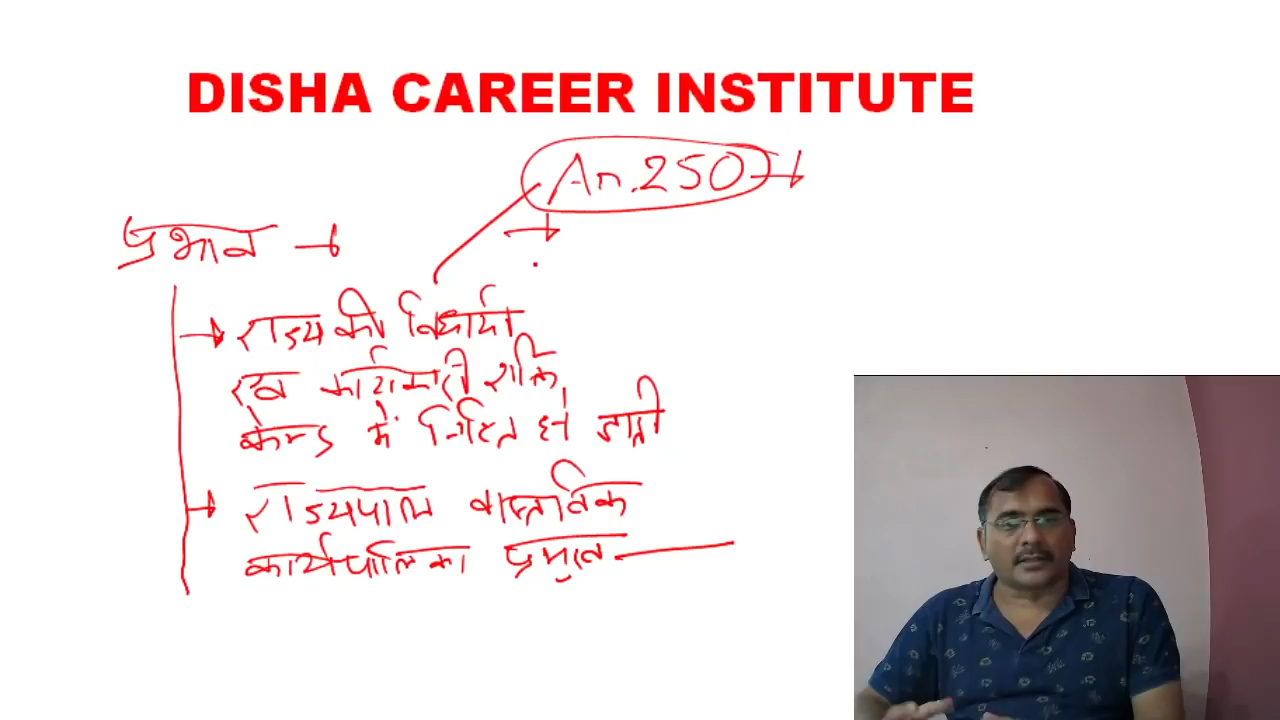 DISHA CAREER INSTITUTE
An.250
प्रभाव
राज्य की विधायी
एवं कार्यकारी शक्ति
केन्द्र में निहित हो जाती
राज्यपाल वास्तविक
कार्यपालिका प्रमुख